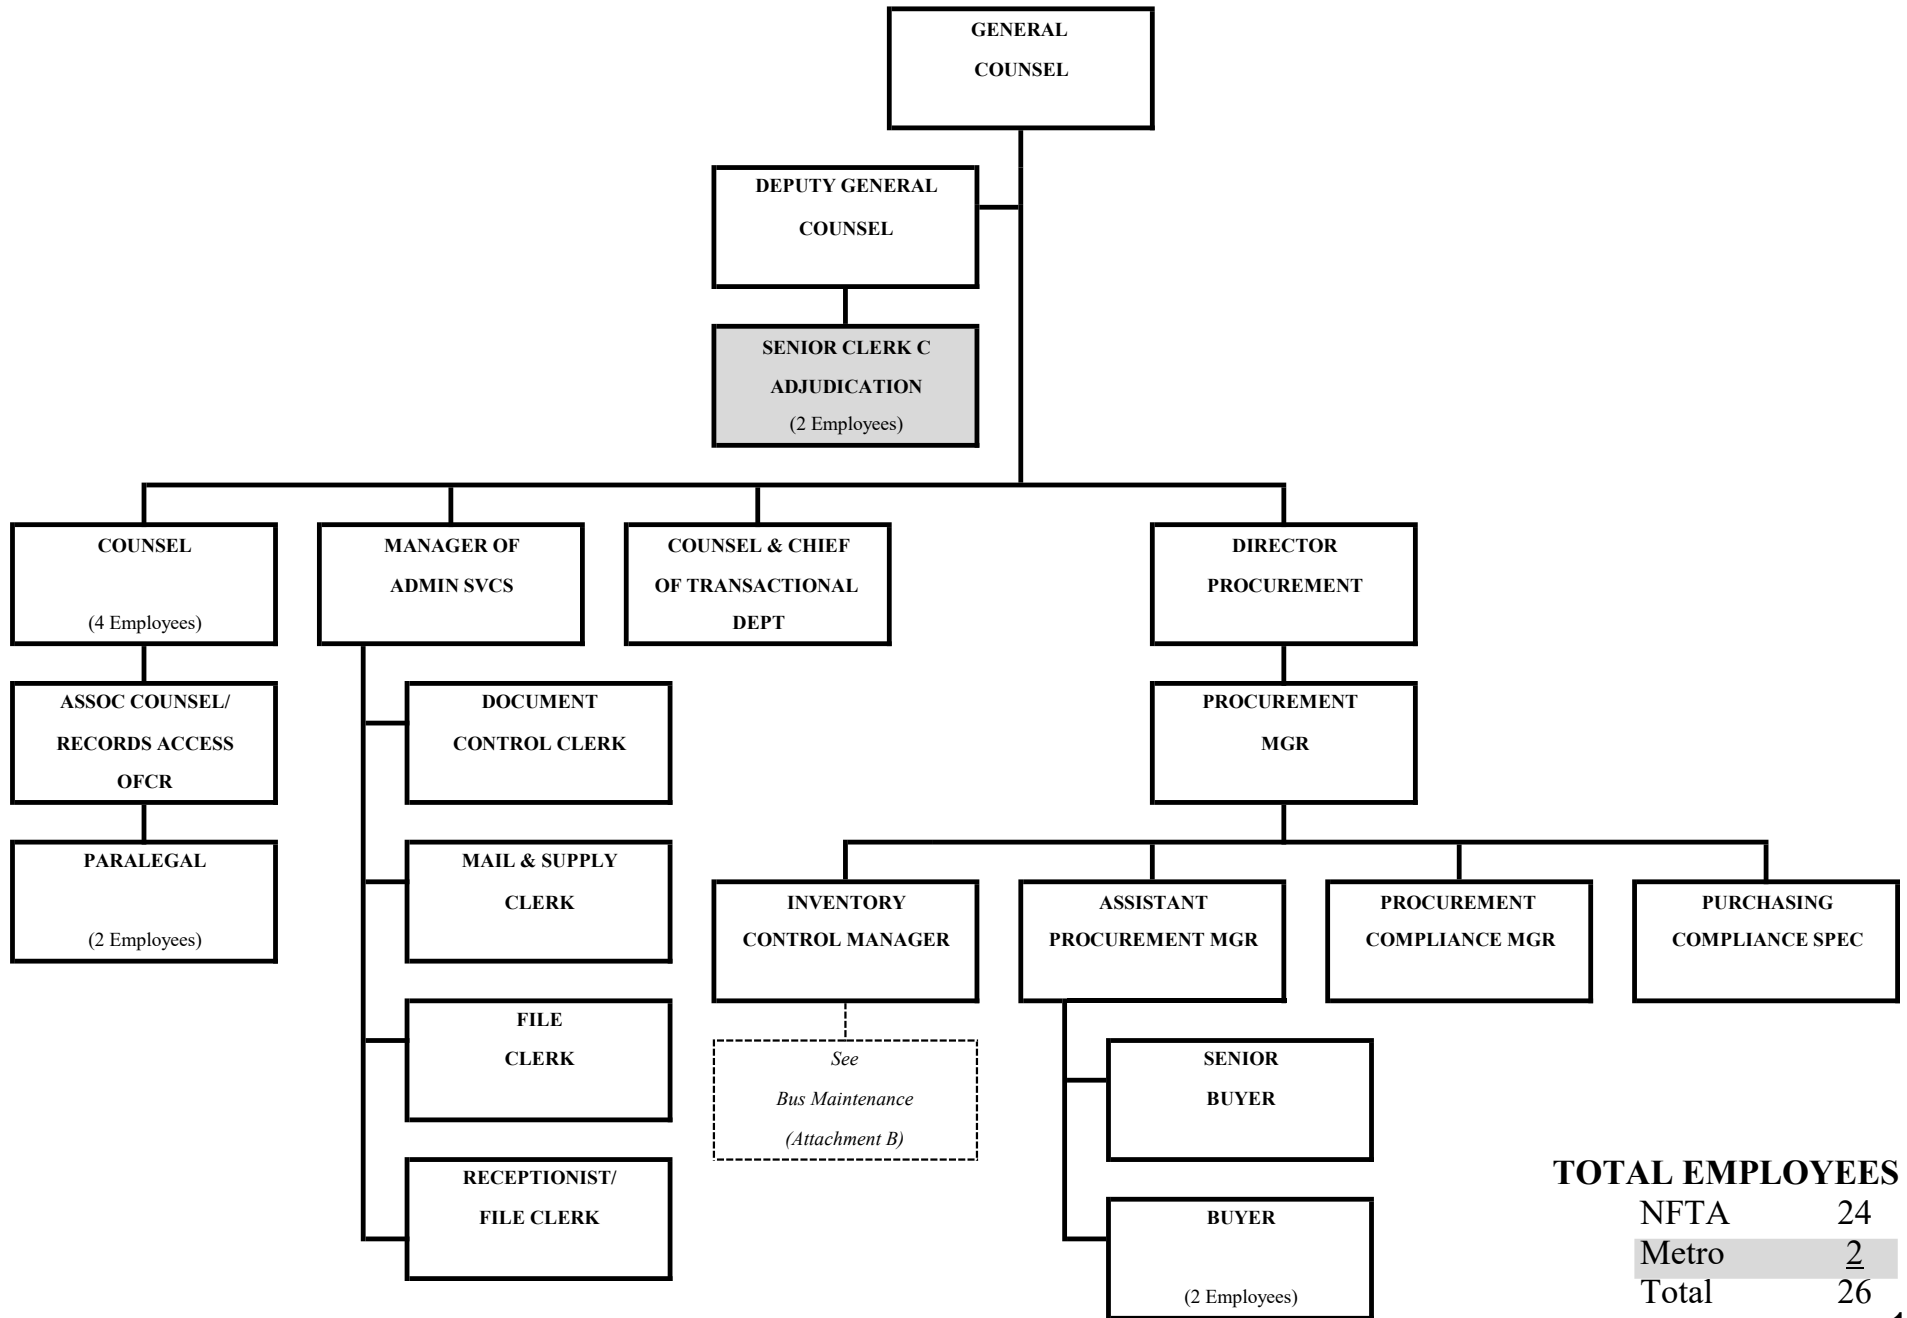 GENERAL
COUNSEL
DEPUTY GENERAL
COUNSEL
SENIOR CLERK C
ADJUDICATION
(2 Employees)
COUNSEL
(4 Employees)
MANAGER OF
ADMIN SVCS
COUNSEL & CHIEF
OF TRANSACTIONAL
DEPT
DIRECTOR
PROCUREMENT
ASSOC COUNSEL/
RECORDS ACCESS
OFCR
DOCUMENT
CONTROL CLERK
PROCUREMENT
MGR
PARALEGAL
(2 Employees)
MAIL & SUPPLY
CLERK
INVENTORY
CONTROL MANAGER
ASSISTANT
PROCUREMENT MGR
PROCUREMENT
COMPLIANCE MGR
PURCHASING
COMPLIANCE SPEC
FILE
CLERK
See
Bus Maintenance
(Attachment B)
SENIOR
BUYER
RECEPTIONIST/
FILE CLERK
BUYER
(2 Employees)
TOTAL EMPLOYEES
NFTA 24
Metro 2
Total 26